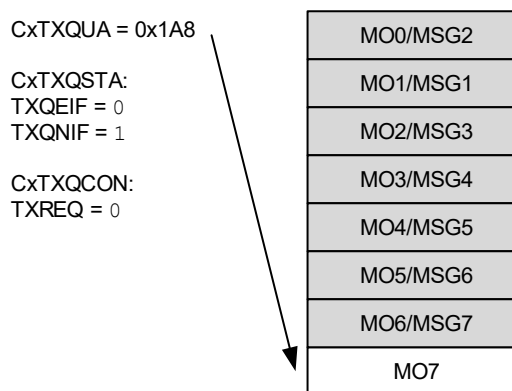 CxTXQUA = 0x1A8
CxTXQSTA:
TXQEIF = 0
TXQNIF = 1
CxTXQCON:
TXREQ = 0
MO0/MSG2
MO1/MSG1
MO2/MSG3
MO3/MSG4
MO4/MSG5
MO5/MSG6
MO6/MSG7
MO7